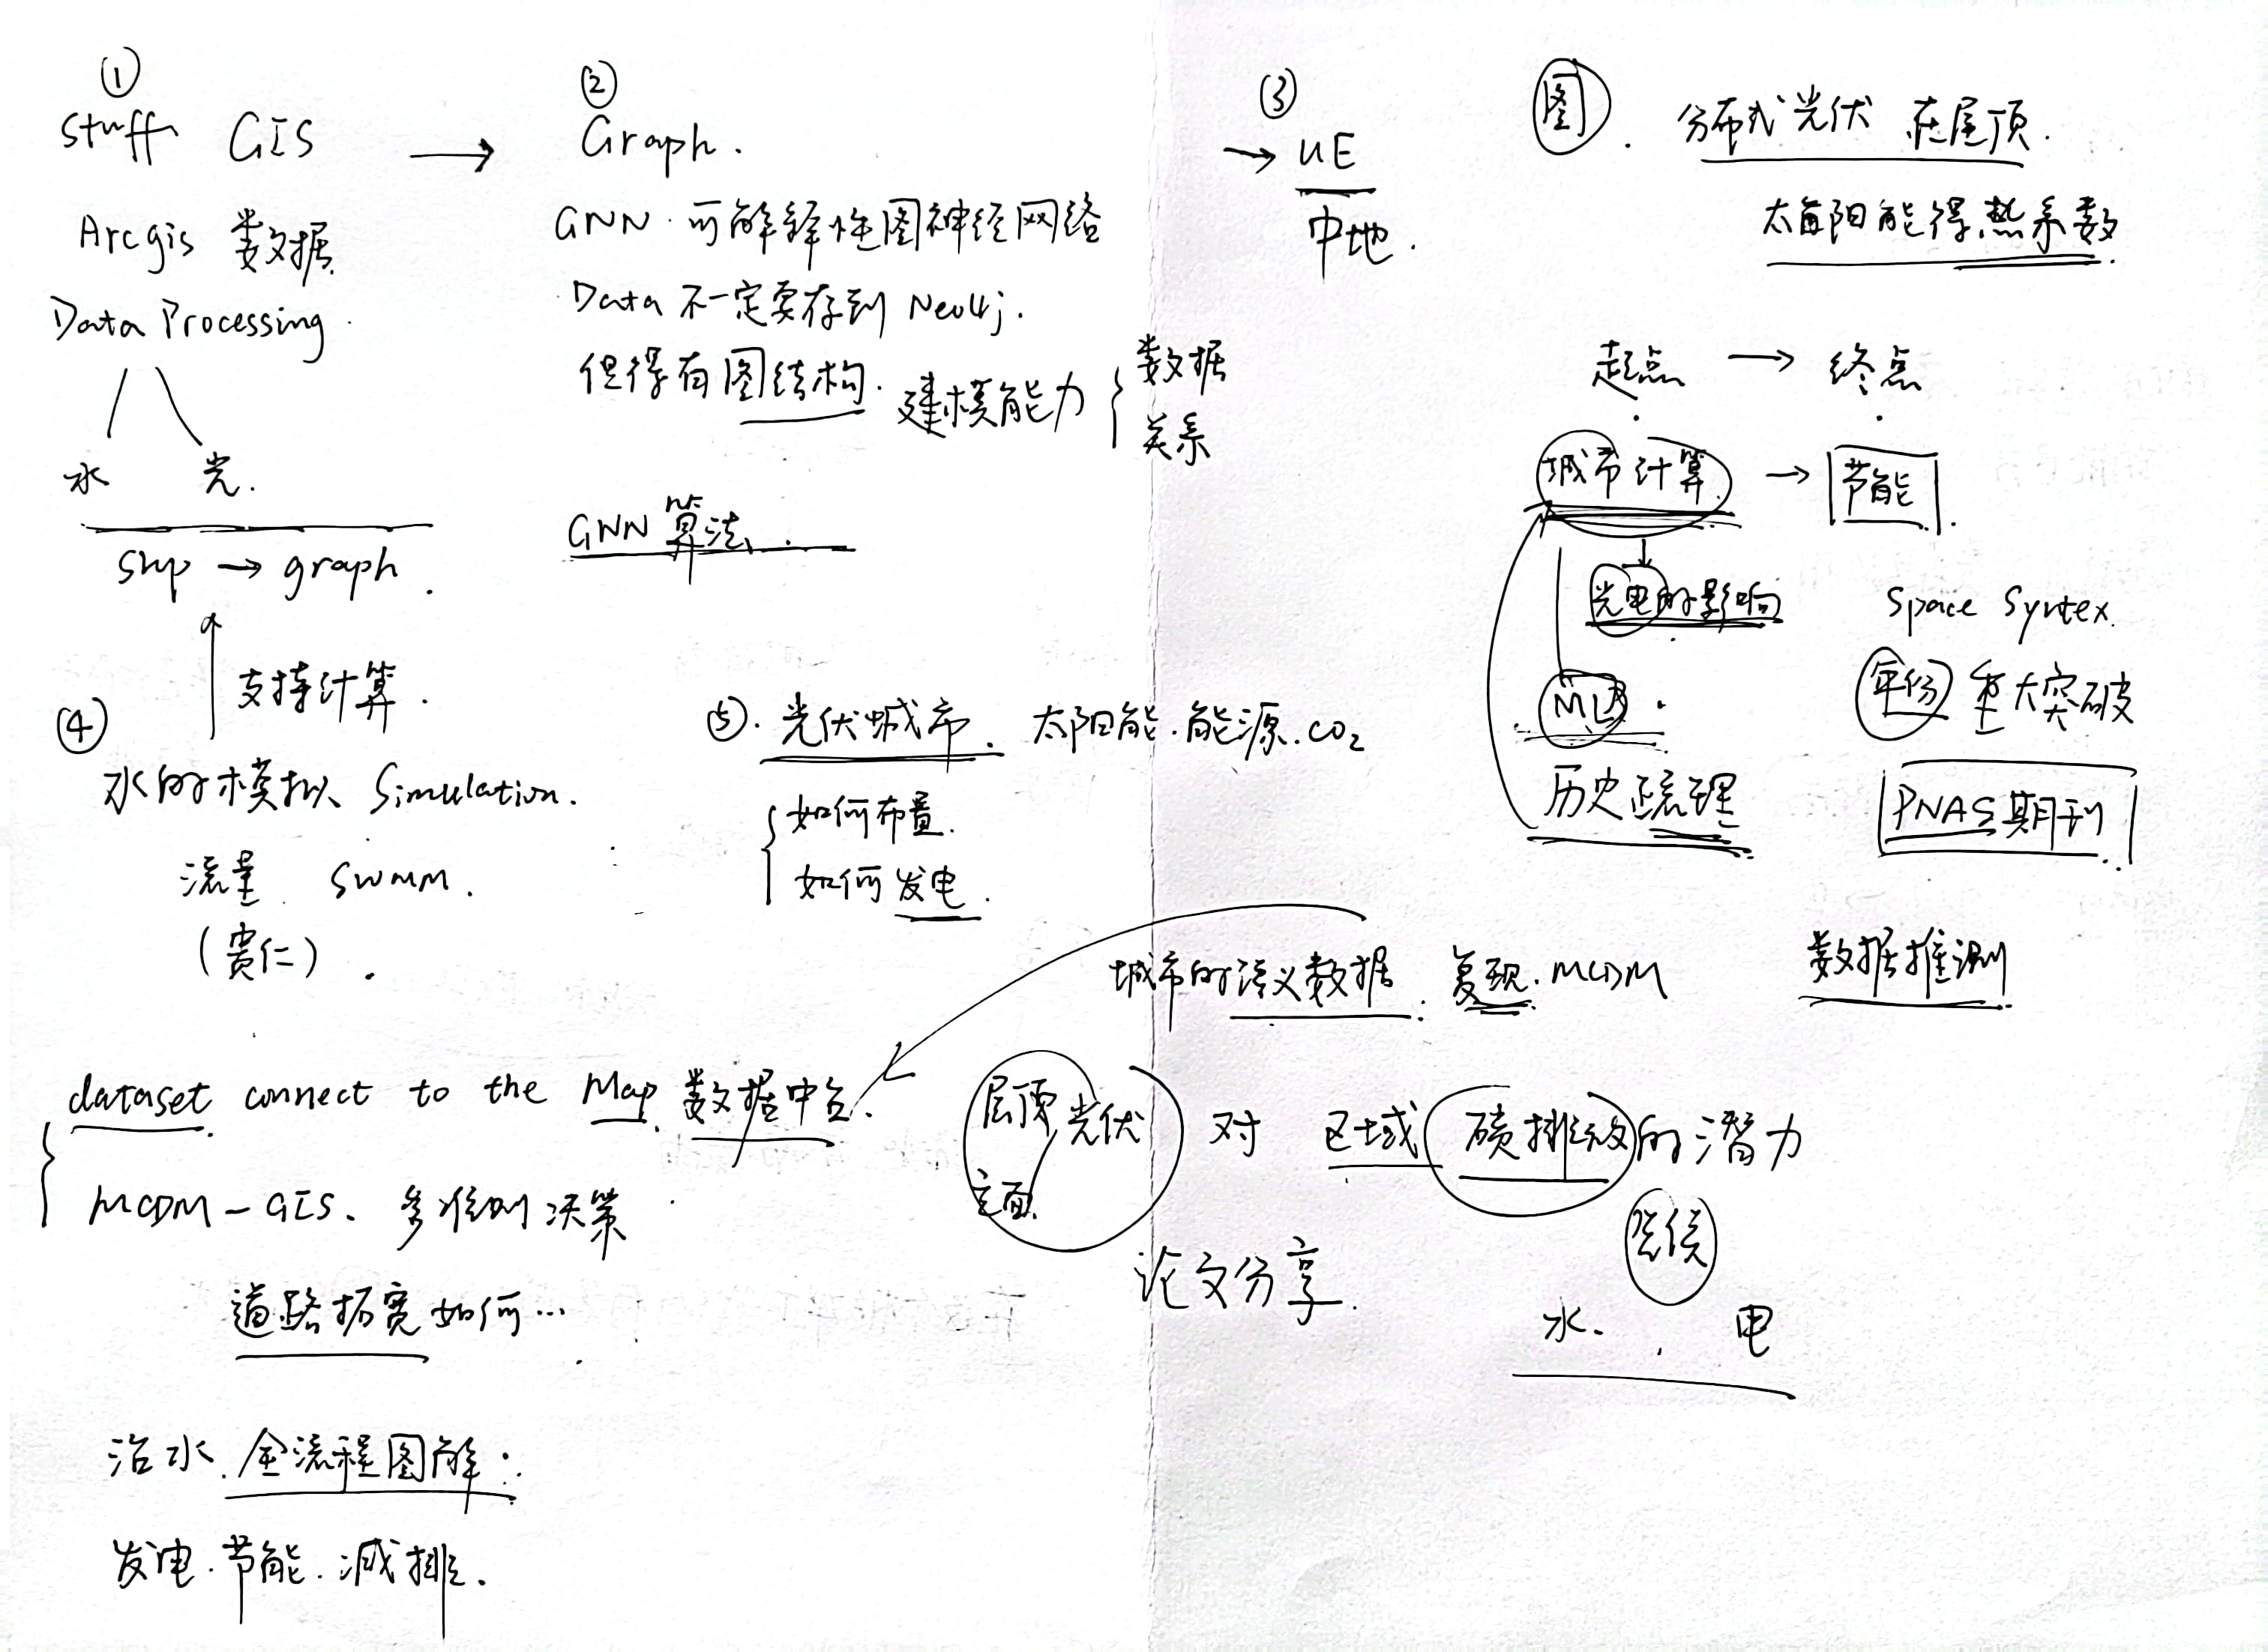 ①
Stuff GIS →
Arcgis 数据
Data Processing.
水 光.
Shp → graph.
支持计算.
④
水的模拟 Simulation.
流量 SWMM.
②
Graph.
GNN. 可解释性图神经网络
Data 不一定要存到 Neo4j.
但得有图结构. 建模能力 { 数据
关系
GNN 算法.
③
→ UE
中地.
⑤. 光伏城市. 太阳能.能源.CO₂
如何布置.
如何发电.
图. 分布式光伏 在屋顶.
太阳能得热系数.
起点 → 终点
城市计算 → 节能.
光电的影响
ML
历史疏理
Space Syntex.
年份 重大突破
PNAS期刊
城市的语义数据. 复现. MCDM 数据推测
dataset connect to the Map. 数据中台.
MCDM-GIS. 多准则决策
道路拓宽如何…
屋顶光伏 对 区域碳排放的潜力
立面
论文分享.
水. 电
治水.全流程图解.
发电.节能.减排.